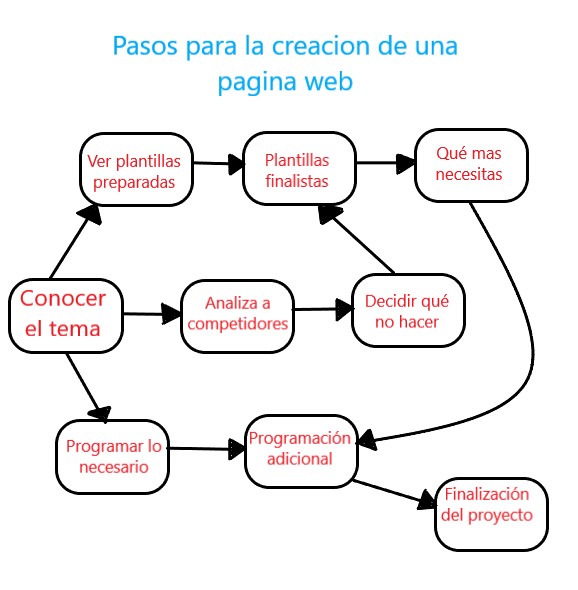 Pasos para la creacion de una
pagina web
Ver plantillas
preparadas
Plantillas
finalistas
Qué mas
necesitas
Conocer
el tema
Analiza a
competidores
Decidir qué
no hacer
Programar lo
necesario
Programación
adicional
Finalización
del proyecto